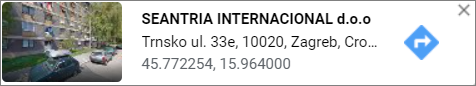 SEANTRIA INTERNACIONAL d.o.o
Trnsko ul. 33e, 10020, Zagreb, Cro...
45.772254, 15.964000